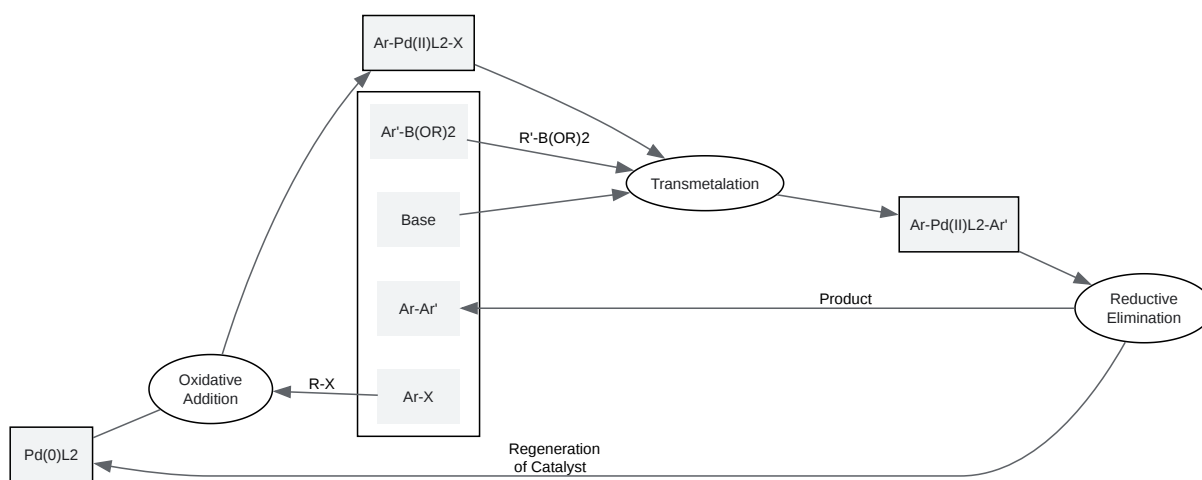 Ar-Pd(II)L2-X
Ar'-B(OR)2
R'-B(OR)2
Transmetalation
Base
Ar-Pd(II)L2-Ar'
Ar-Ar'
Product
Reductive
Elimination
Oxidative
Addition
R-X
Ar-X
Pd(0)L2
Regeneration
of Catalyst